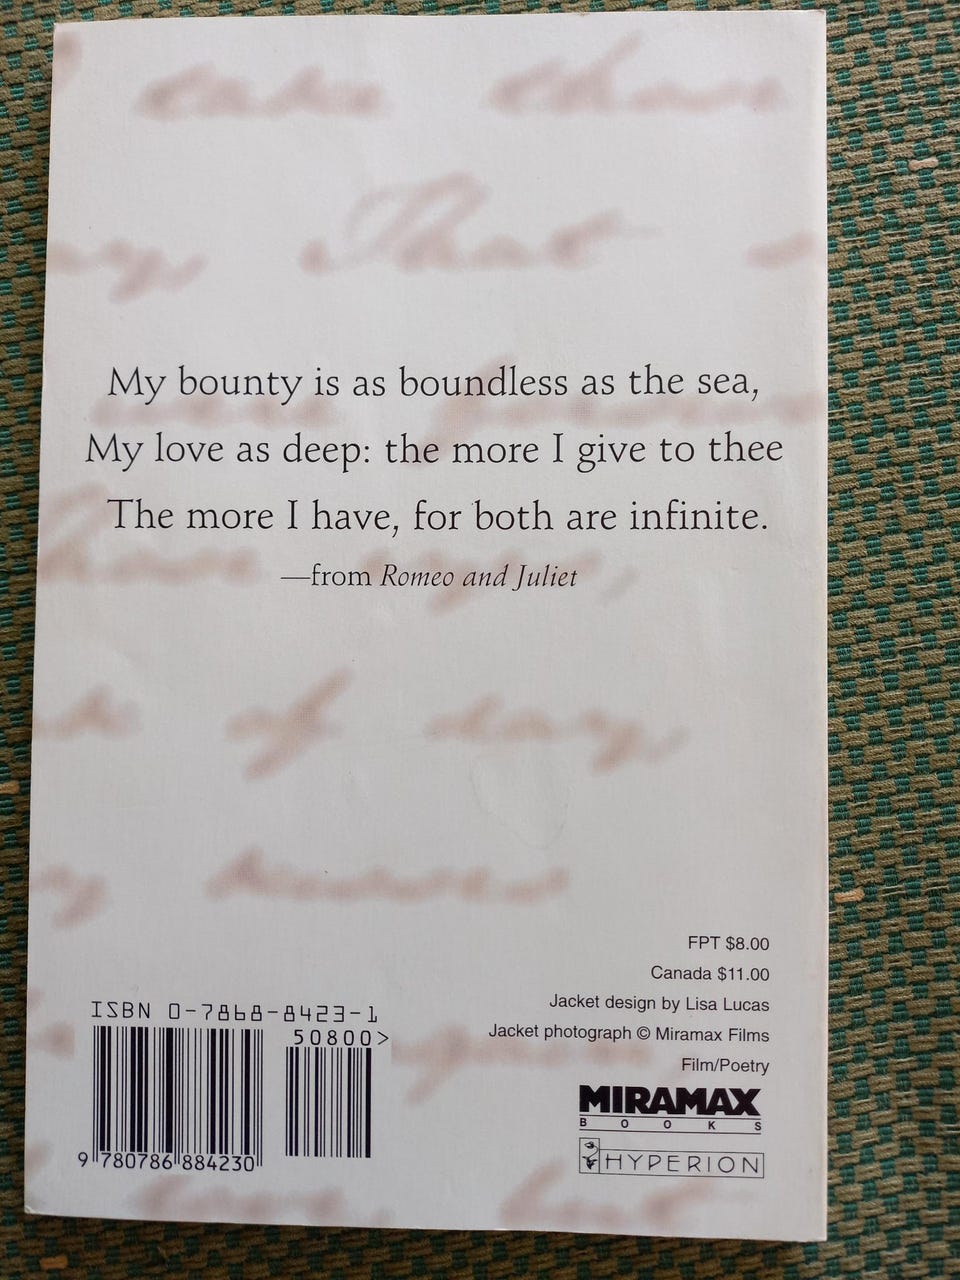 My bounty is as boundless as the sea,
My love as deep: the more I give to thee
The more I have, for both are infinite.
—from Romeo and Juliet
FPT $8.00
Canada $11.00
Jacket design by Lisa Lucas
Jacket photograph © Miramax Films
Film/Poetry
MIRAMAX
BOOKS
HYPERION
ISBN 0-7868-8423-1
50800>
9 780786 884230